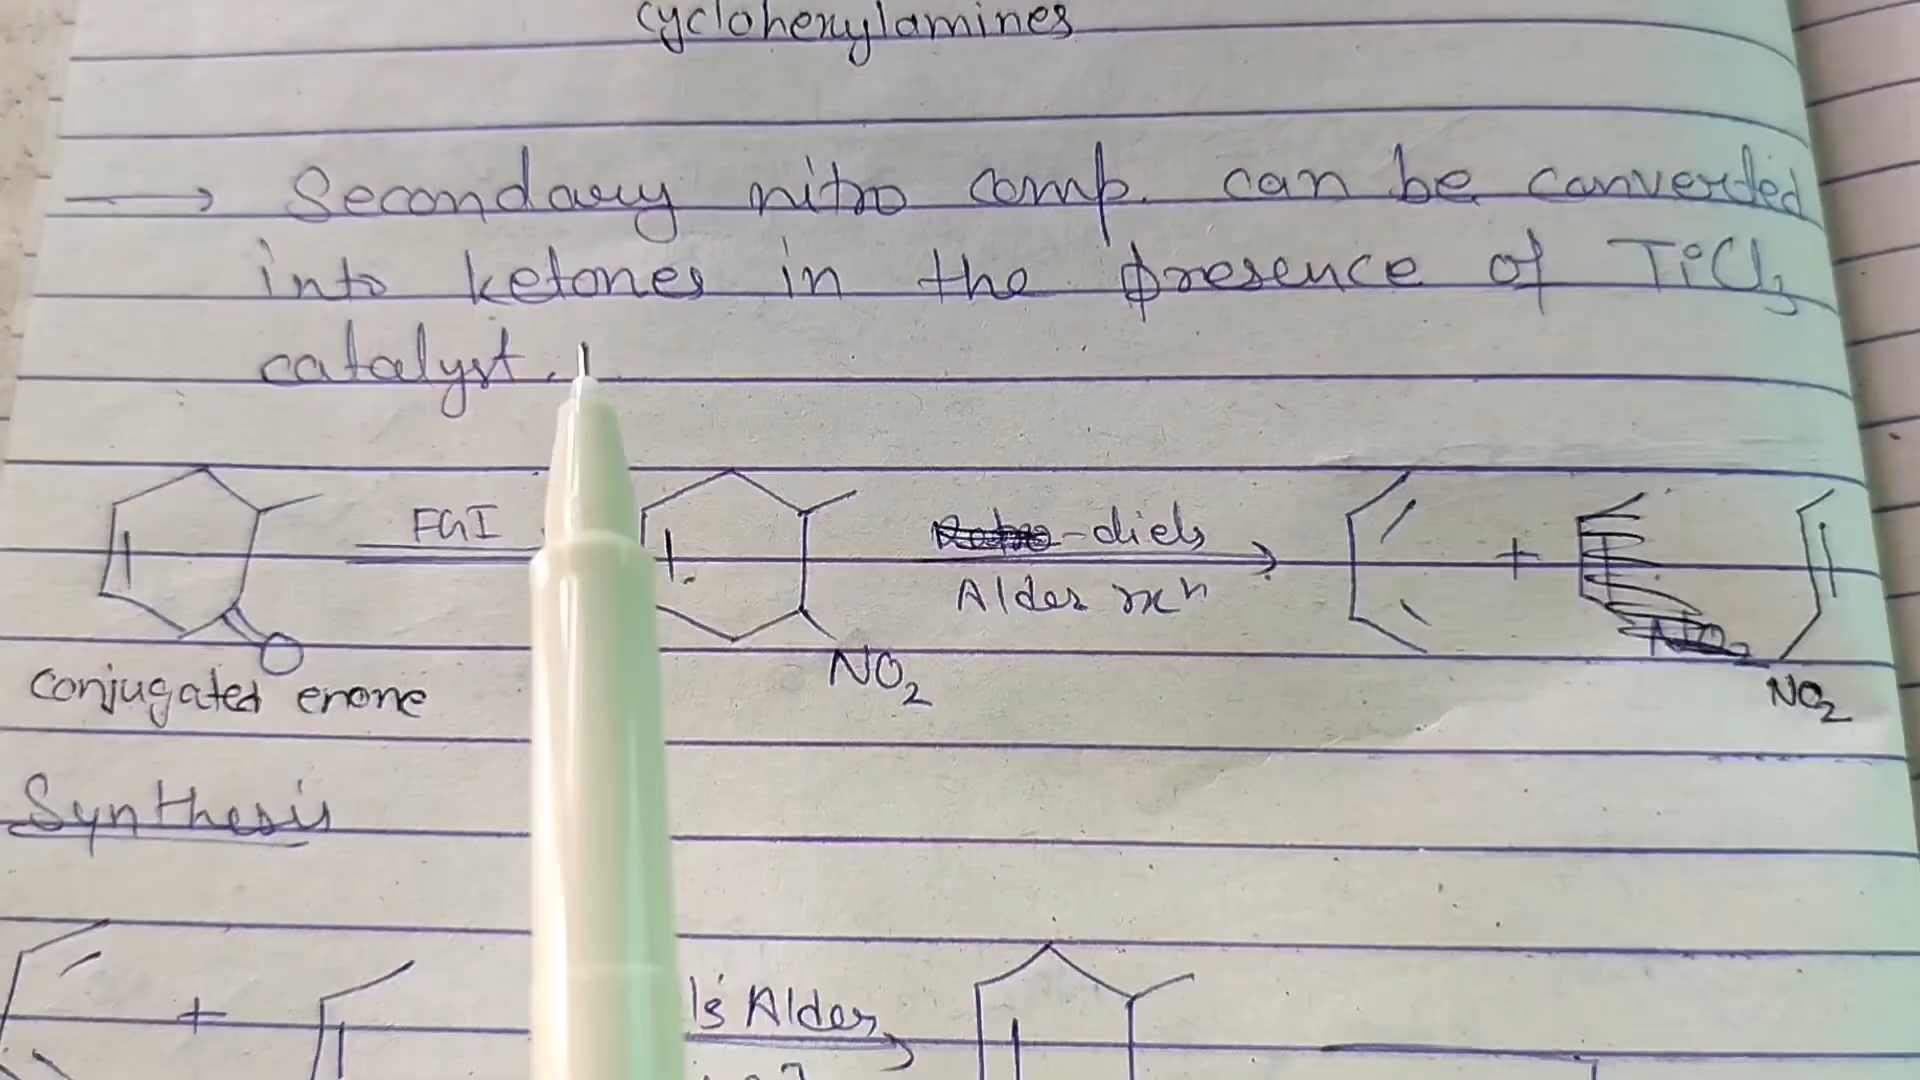 cyclohexylamines
→ Secondary nitro comp. can be converted
into ketones in the presence of TiCl3
catalyst.
FGI
-diels
Alder rxn
+
NO2
NO2
conjugated enone
Synthesis
+
ls Alder